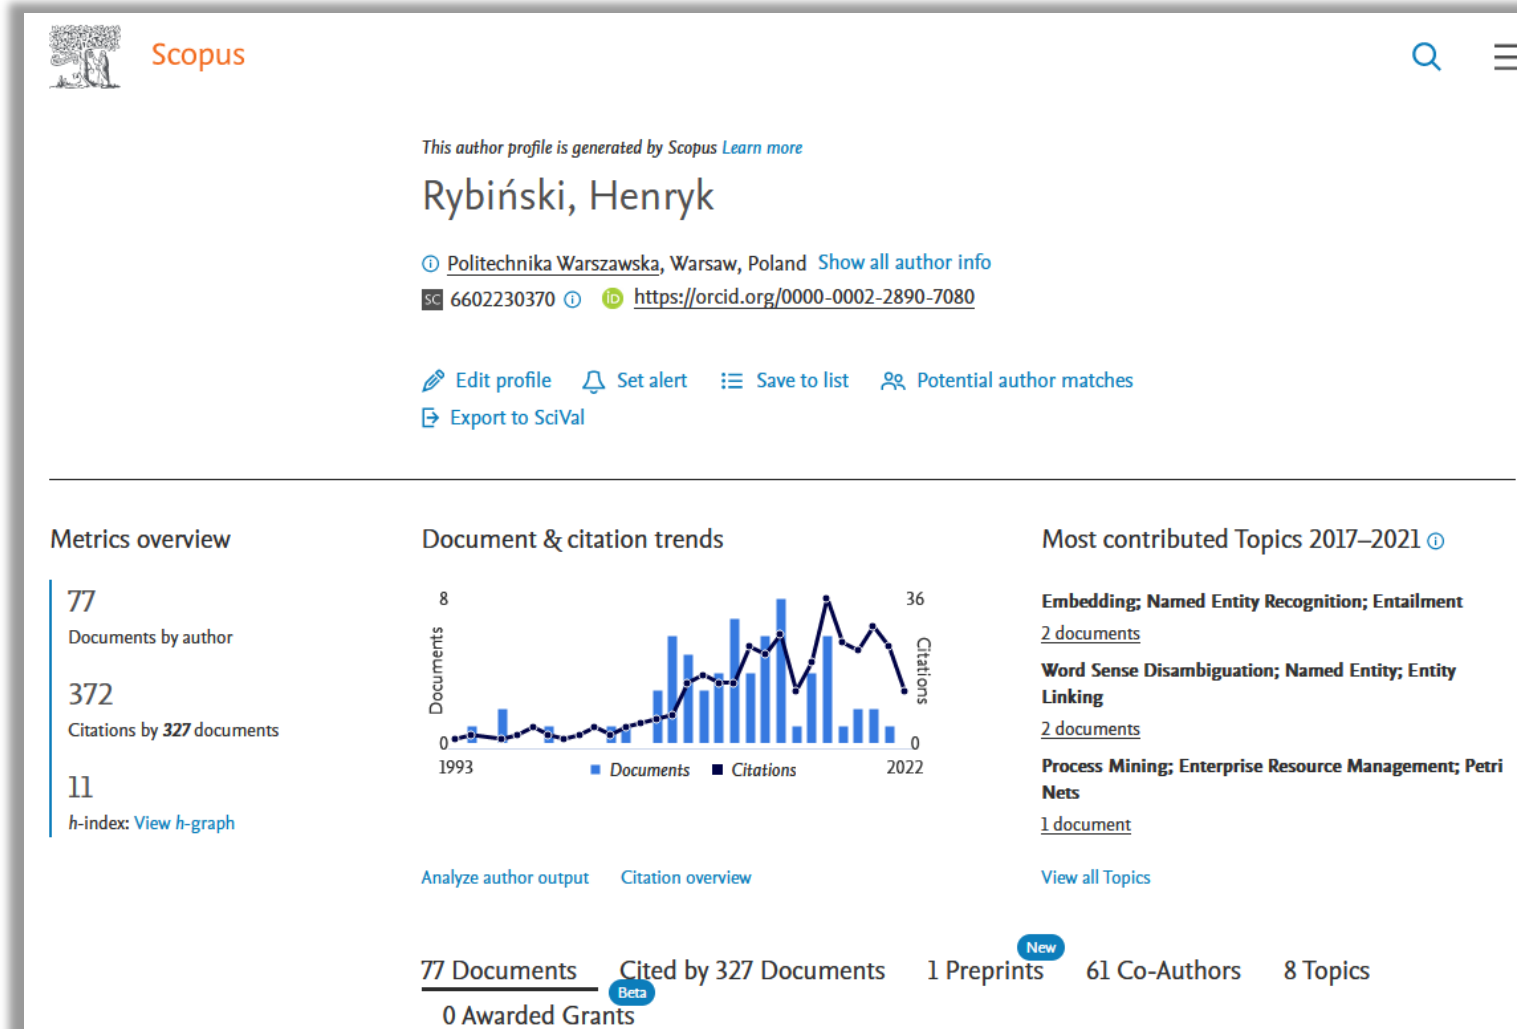 Scopus
This author profile is generated by Scopus Learn more
Rybiński, Henryk
Politechnika Warszawska, Warsaw, Poland Show all author info
SC 6602230370 iD https://orcid.org/0000-0002-2890-7080
Edit profile Set alert Save to list Potential author matches
Export to SciVal
Metrics overview
77
Documents by author
372
Citations by 327 documents
11
h-index: View h-graph
Document & citation trends
8
36
Documents
Citations
0
0
1993
Documents Citations
2022
Analyze author output Citation overview
Most contributed Topics 2017–2021
Embedding; Named Entity Recognition; Entailment
2 documents
Word Sense Disambiguation; Named Entity; Entity
Linking
2 documents
Process Mining; Enterprise Resource Management; Petri
Nets
1 document
View all Topics
New
77 Documents Cited by 327 Documents 1 Preprints 61 Co-Authors 8 Topics
Beta
0 Awarded Grants